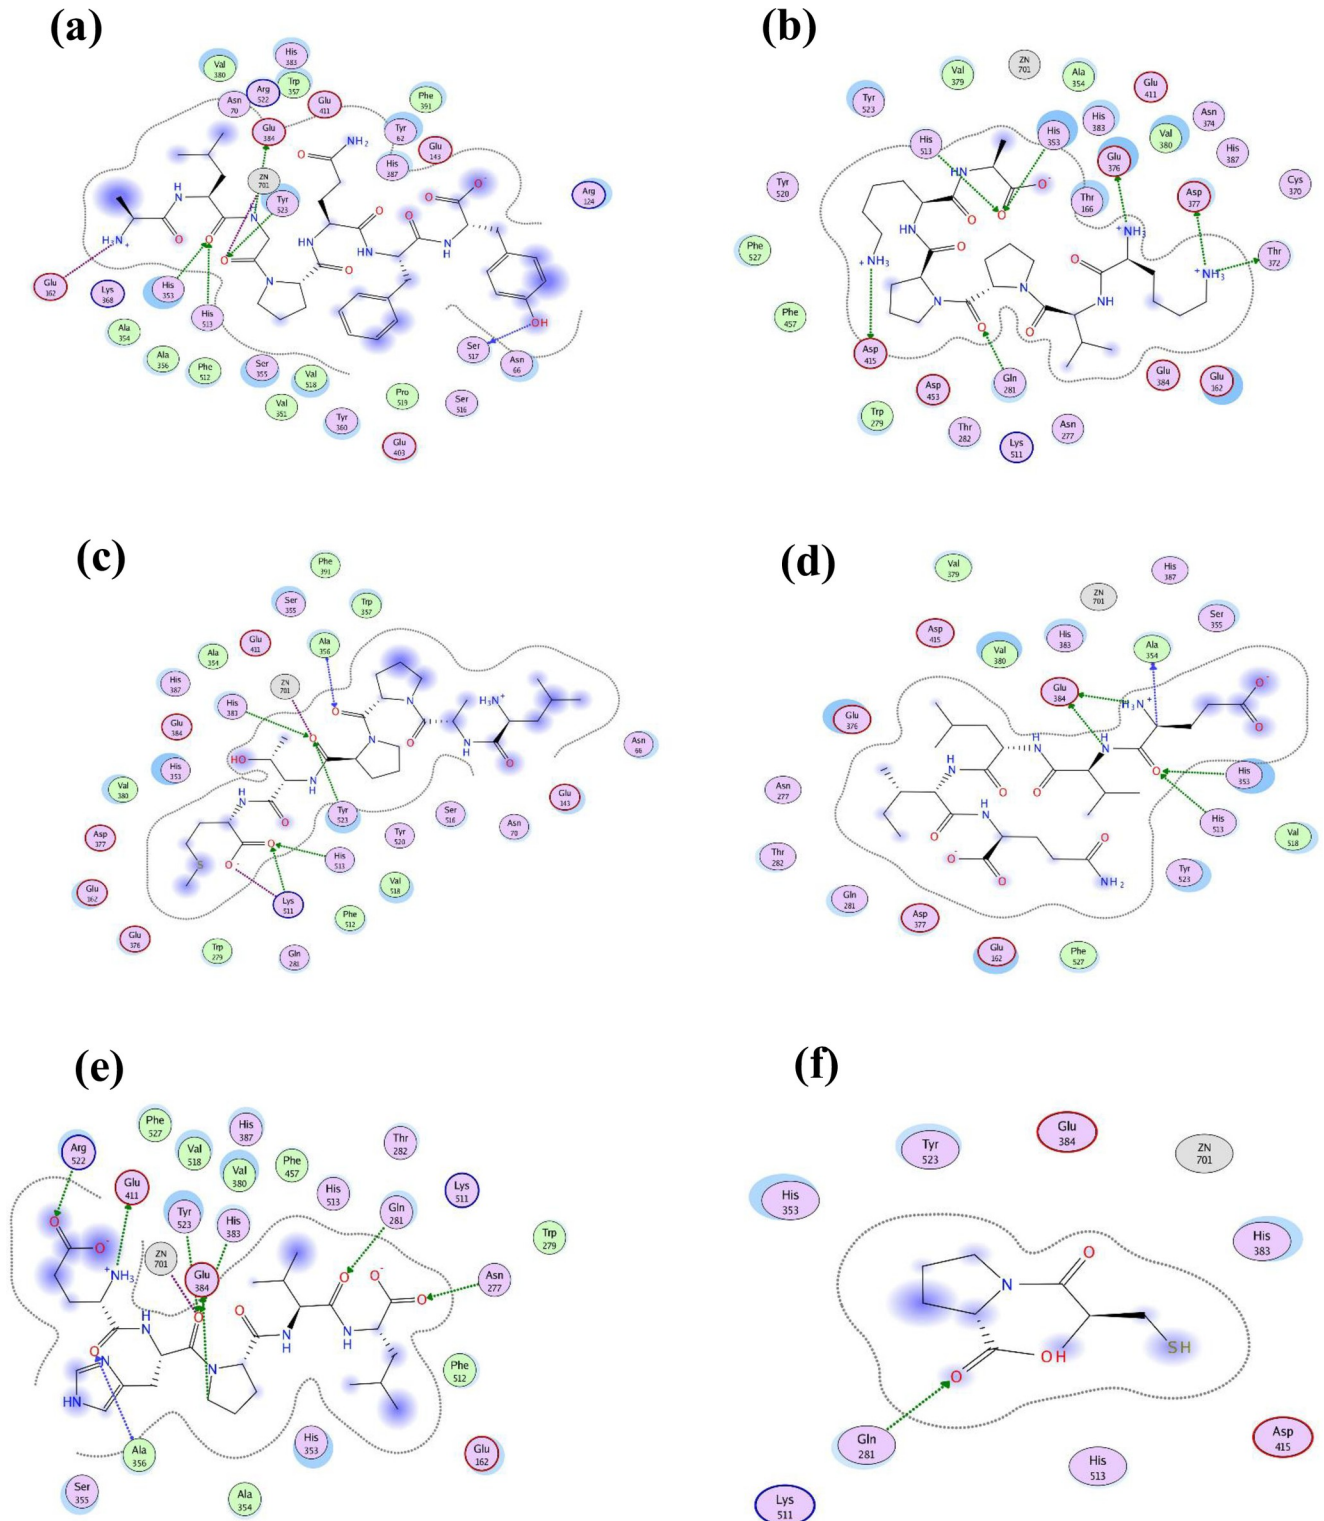 (a)
His
383
Val
380
Arg
522
Trp
357
Asn
70
Glu
411
Phe
391
Glu
384
Tyr
62
Glu
143
NH2
O
His
387
ZN
701
Tyr
523
Arg
124
H
N
O-
O
H3N+
O
O
N
O
HN
O
O
HN
O
N
H
N
O
OH
Glu
162
Lys
368
His
353
His
513
Ser
517
Asn
66
Ala
354
Ala
356
Phe
512
Ser
355
Val
518
Val
351
Tyr
360
Pro
519
Ser
516
Glu
403
(b)
Val
379
ZN
701
Ala
354
Glu
411
Tyr
523
His
383
Asn
374
His
513
His
353
Val
380
His
387
Glu
376
Cys
370
Tyr
520
Thr
166
Asp
377
HN
O-
O
O
NH
+NH3
Phe
527
+NH3
O
N
O
N
O
O
N
O
NH
+NH3
Thr
372
Phe
457
Asp
415
Asp
453
Gln
281
Glu
384
Glu
162
Trp
279
Thr
282
Lys
511
Asn
277
(c)
Phe
391
Ser
355
Trp
357
Glu
411
Ala
356
Ala
354
His
387
ZN
701
His
383
Glu
384
H3N+
O
N
O
N
H
O
O
N
HO
N
H
O
H
N
O
S
O
O-
Asn
66
His
353
Val
380
Glu
143
Tyr
523
Ser
516
Asn
70
Asp
377
Tyr
520
His
513
Val
518
Glu
162
Lys
511
Phe
512
Glu
376
Trp
279
Gln
281
(d)
Val
379
His
387
ZN
701
Ser
355
Asp
415
His
383
Ala
354
Val
380
Glu
384
H3N+
O-
O
Glu
376
H
N
H
N
O
O
O
H
N
O
H
N
O
O-
O
O
NH2
His
353
Asn
277
His
513
Val
518
Thr
282
Tyr
523
Gln
281
Asp
377
Glu
162
Phe
527
(e)
Phe
527
Arg
522
Val
518
His
387
Val
380
Phe
457
Thr
282
Glu
411
His
513
Lys
511
Tyr
523
His
383
Gln
281
Trp
279
ZN
701
Glu
384
Asn
277
O
O-
+NH3
H
N
O
O
N
O
N
H
O
H
N
O-
O
N
HN
Phe
512
Ala
356
His
353
Glu
162
Ser
355
Ala
354
(f)
Glu
384
Tyr
523
ZN
701
His
353
His
383
N
O
OH
H
SH
O
Gln
281
Asp
415
His
513
Lys
511